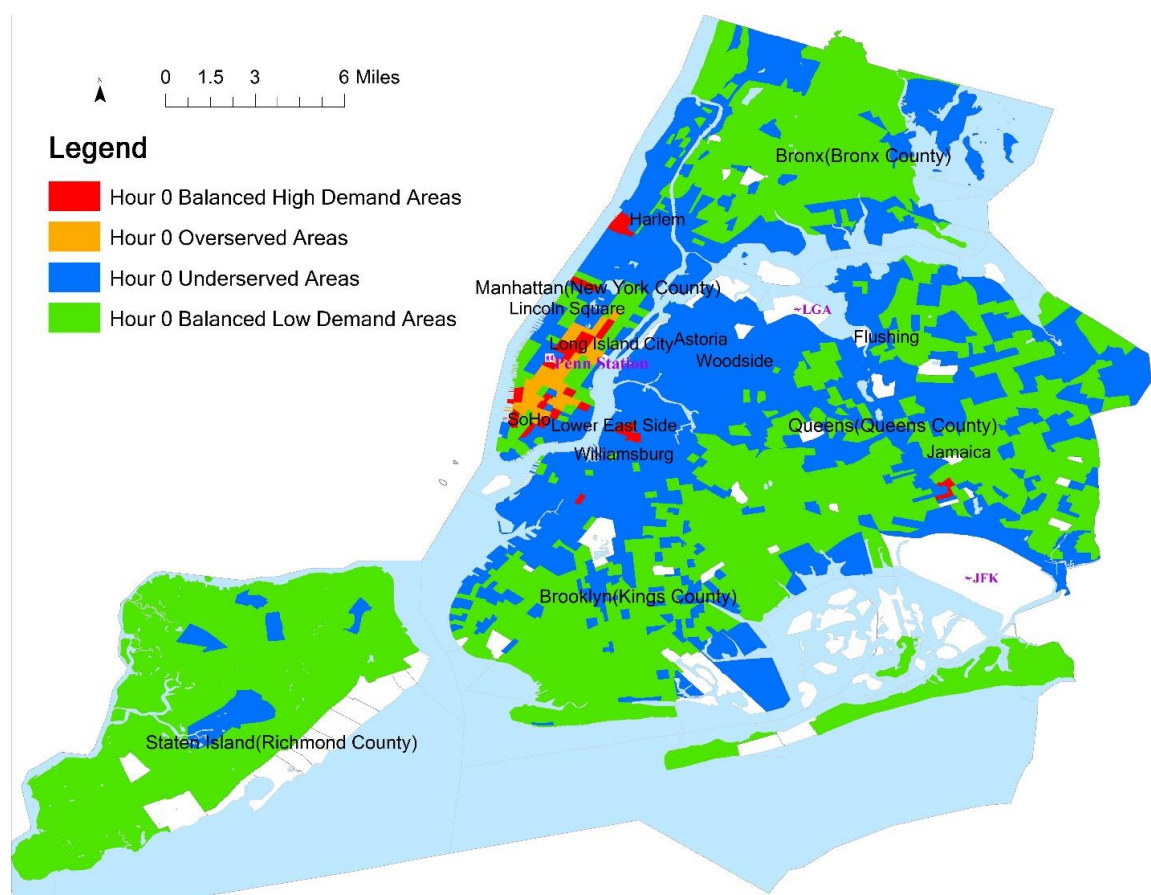 N
0 1.5 3 6 Miles
Legend
Hour 0 Balanced High Demand Areas
Hour 0 Overserved Areas
Hour 0 Underserved Areas
Hour 0 Balanced Low Demand Areas
Bronx(Bronx County)
Harlem
Manhattan(New York County)
Lincoln Square
LGA
Long Island City
Astoria
Flushing
Woodside
Penn Station
SoHo
Lower East Side
Queens(Queens County)
Williamsburg
Jamaica
JFK
Brooklyn(Kings County)
Staten Island(Richmond County)